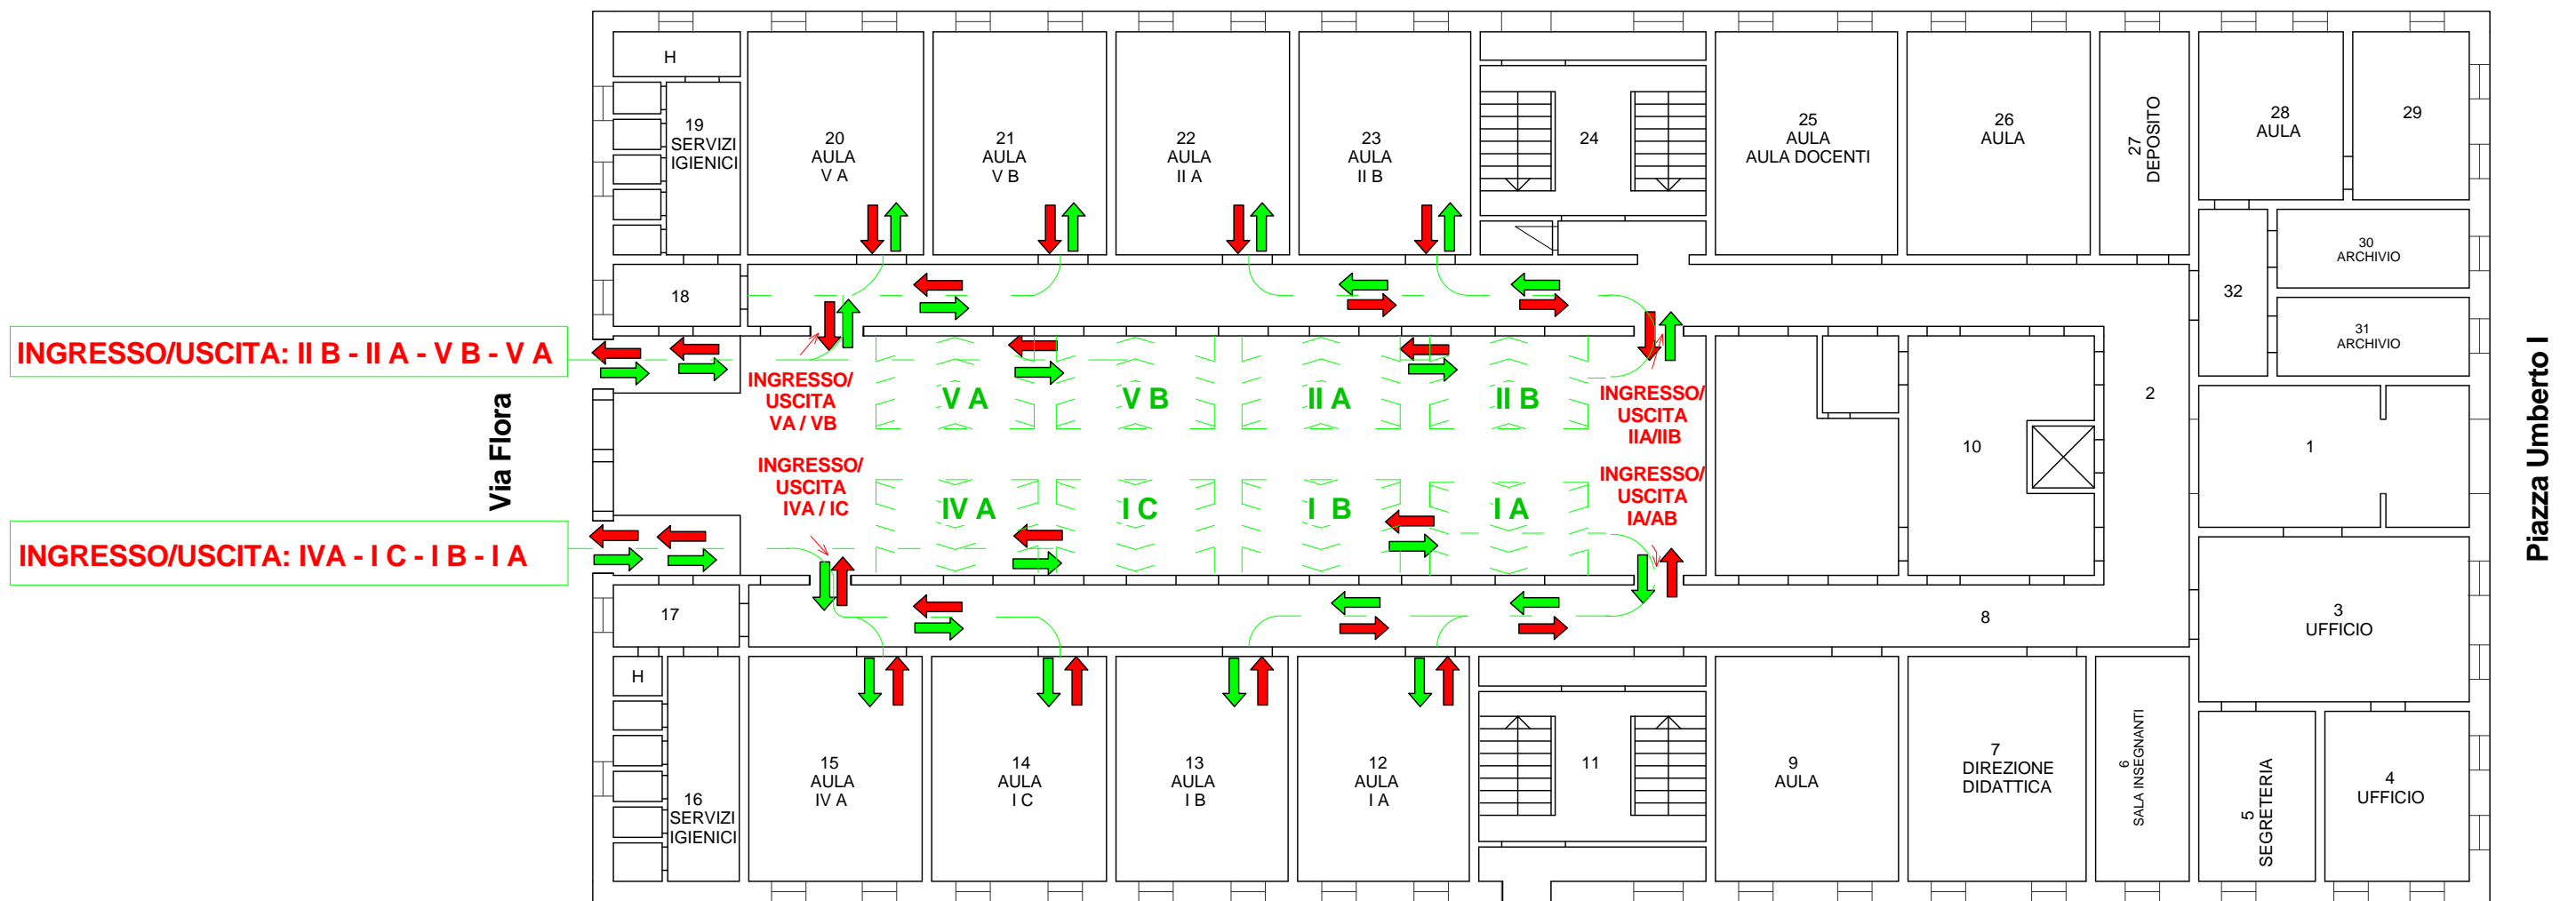 H
19
SERVIZI
IGIENICI
20
AULA
V A
21
AULA
V B
22
AULA
II A
23
AULA
II B
24
25
AULA
AULA DOCENTI
26
AULA
27
DEPOSITO
28
AULA
29
30
ARCHIVIO
31
ARCHIVIO
32
18
INGRESSO/USCITA: II B - II A - V B - V A
INGRESSO/USCITA: IVA - I C - I B - I A
Via Flora
INGRESSO/
USCITA
VA / VB
V A
V B
II A
II B
INGRESSO/
USCITA
IIA/IIB
INGRESSO/
USCITA
IVA / IC
IV A
I C
I B
I A
INGRESSO/
USCITA
IA/AB
10
2
1
Piazza Umberto I
17
8
3
UFFICIO
H
16
SERVIZI
IGIENICI
15
AULA
IV A
14
AULA
I C
13
AULA
I B
12
AULA
I A
11
9
AULA
7
DIREZIONE
DIDATTICA
6
SALA INSEGNANTI
5
SEGRETERIA
4
UFFICIO